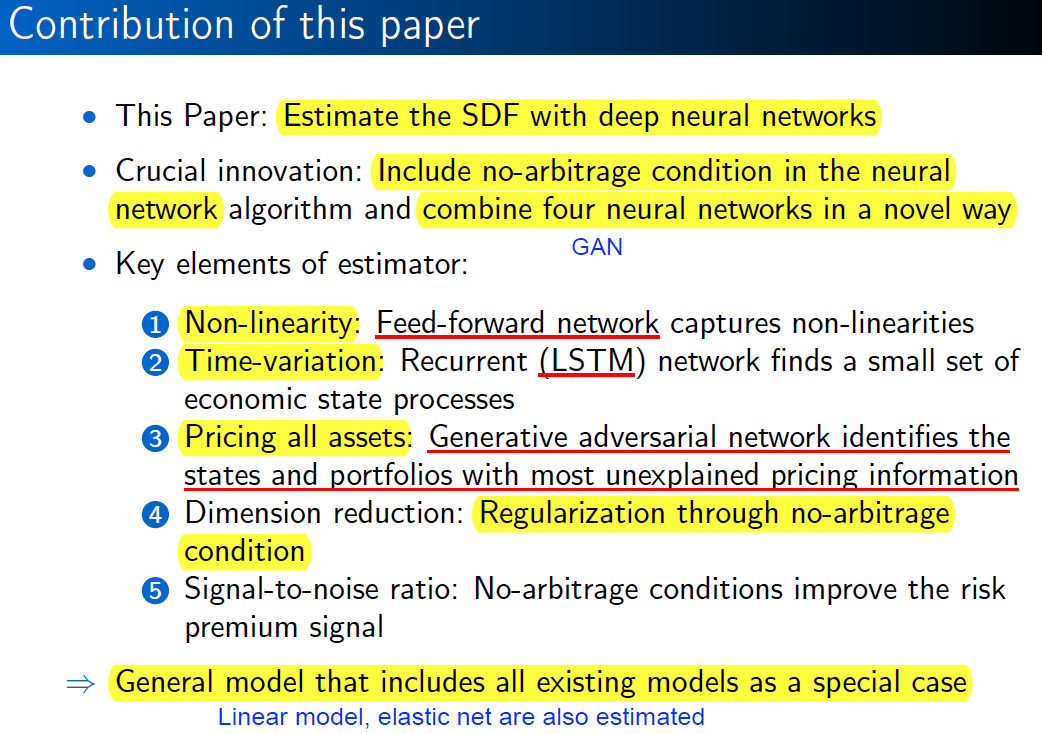 Contribution of this paper
• This Paper: Estimate the SDF with deep neural networks
• Crucial innovation: Include no-arbitrage condition in the neural
network algorithm and combine four neural networks in a novel way
GAN
• Key elements of estimator:
1 Non-linearity: Feed-forward network captures non-linearities
2 Time-variation: Recurrent (LSTM) network finds a small set of
economic state processes
3 Pricing all assets: Generative adversarial network identifies the
states and portfolios with most unexplained pricing information
4 Dimension reduction: Regularization through no-arbitrage
condition
5 Signal-to-noise ratio: No-arbitrage conditions improve the risk
premium signal
⇒ General model that includes all existing models as a special case
Linear model, elastic net are also estimated